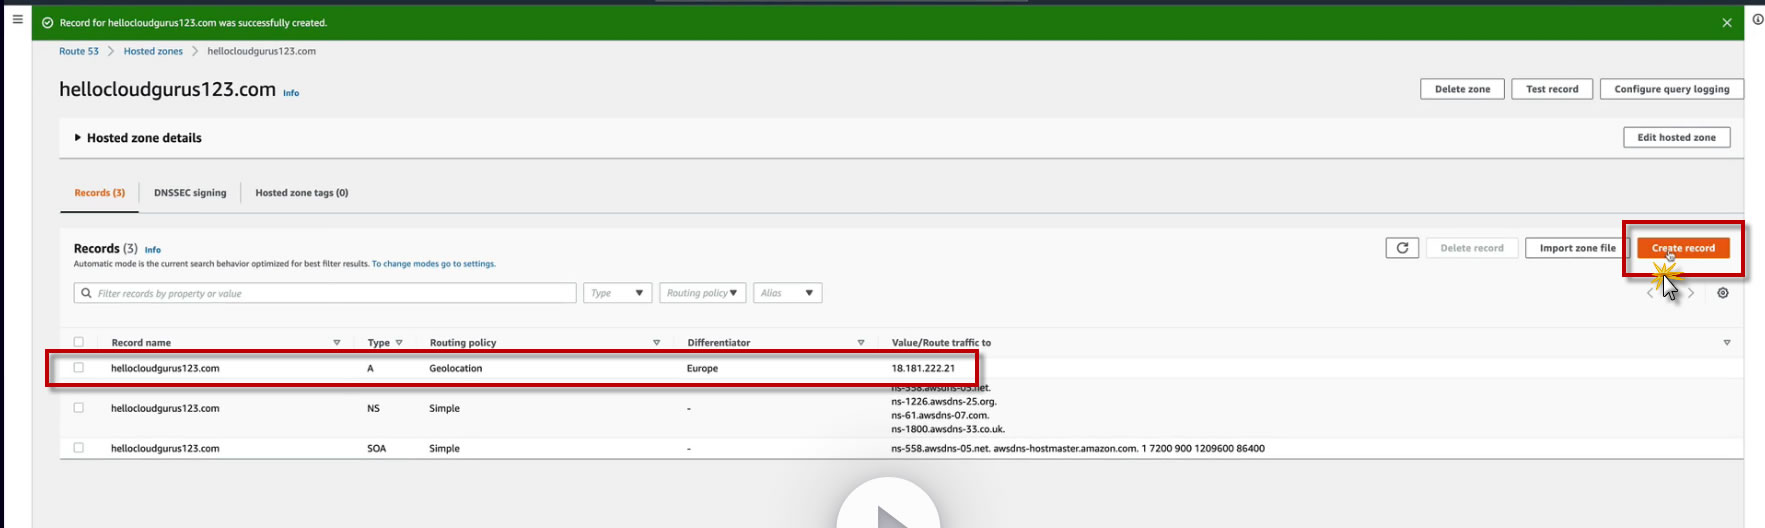 Record for hellocloudgurus123.com was successfully created.
Route 53 > Hosted zones > hellocloudgurus123.com
hellocloudgurus123.com Info
Delete zone Test record Configure query logging
Hosted zone details
Edit hosted zone
Records (3) DNSSEC signing Hosted zone tags (0)
Records (3) Info
Delete record Import zone file Create record
Automatic mode is the current search behavior optimized for best filter results. To change modes go to settings.
Filter records by property or value Type Routing policy Alias
Record name Type Routing policy Differentiator Value/Route traffic to
hellocloudgurus123.com A Geolocation Europe 18.181.222.21
ns-558.awsdns-05.net.
ns-1226.awsdns-25.org.
hellocloudgurus123.com NS Simple -
ns-61.awsdns-07.com.
ns-1800.awsdns-33.co.uk.
hellocloudgurus123.com SOA Simple - ns-558.awsdns-05.net. awsdns-hostmaster.amazon.com. 1 7200 900 1209600 86400